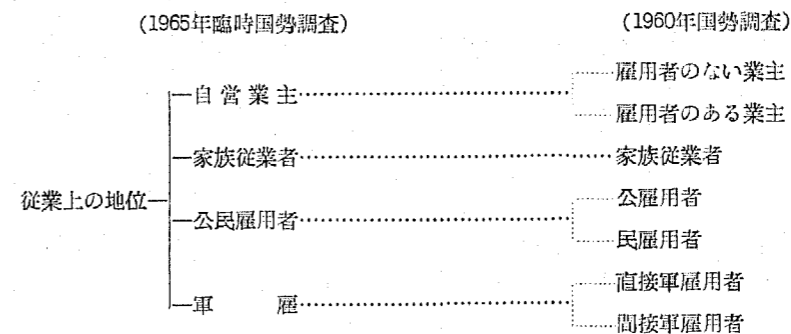 (1965年臨時国勢調査) (1960年国勢調査)
雇用者のない業主
自営業主
雇用者のある業主
家族従業者 家族従業者
公雇用者
従業上の地位
公民雇用者
民雇用者
直接軍雇用者
軍雇
間接軍雇用者